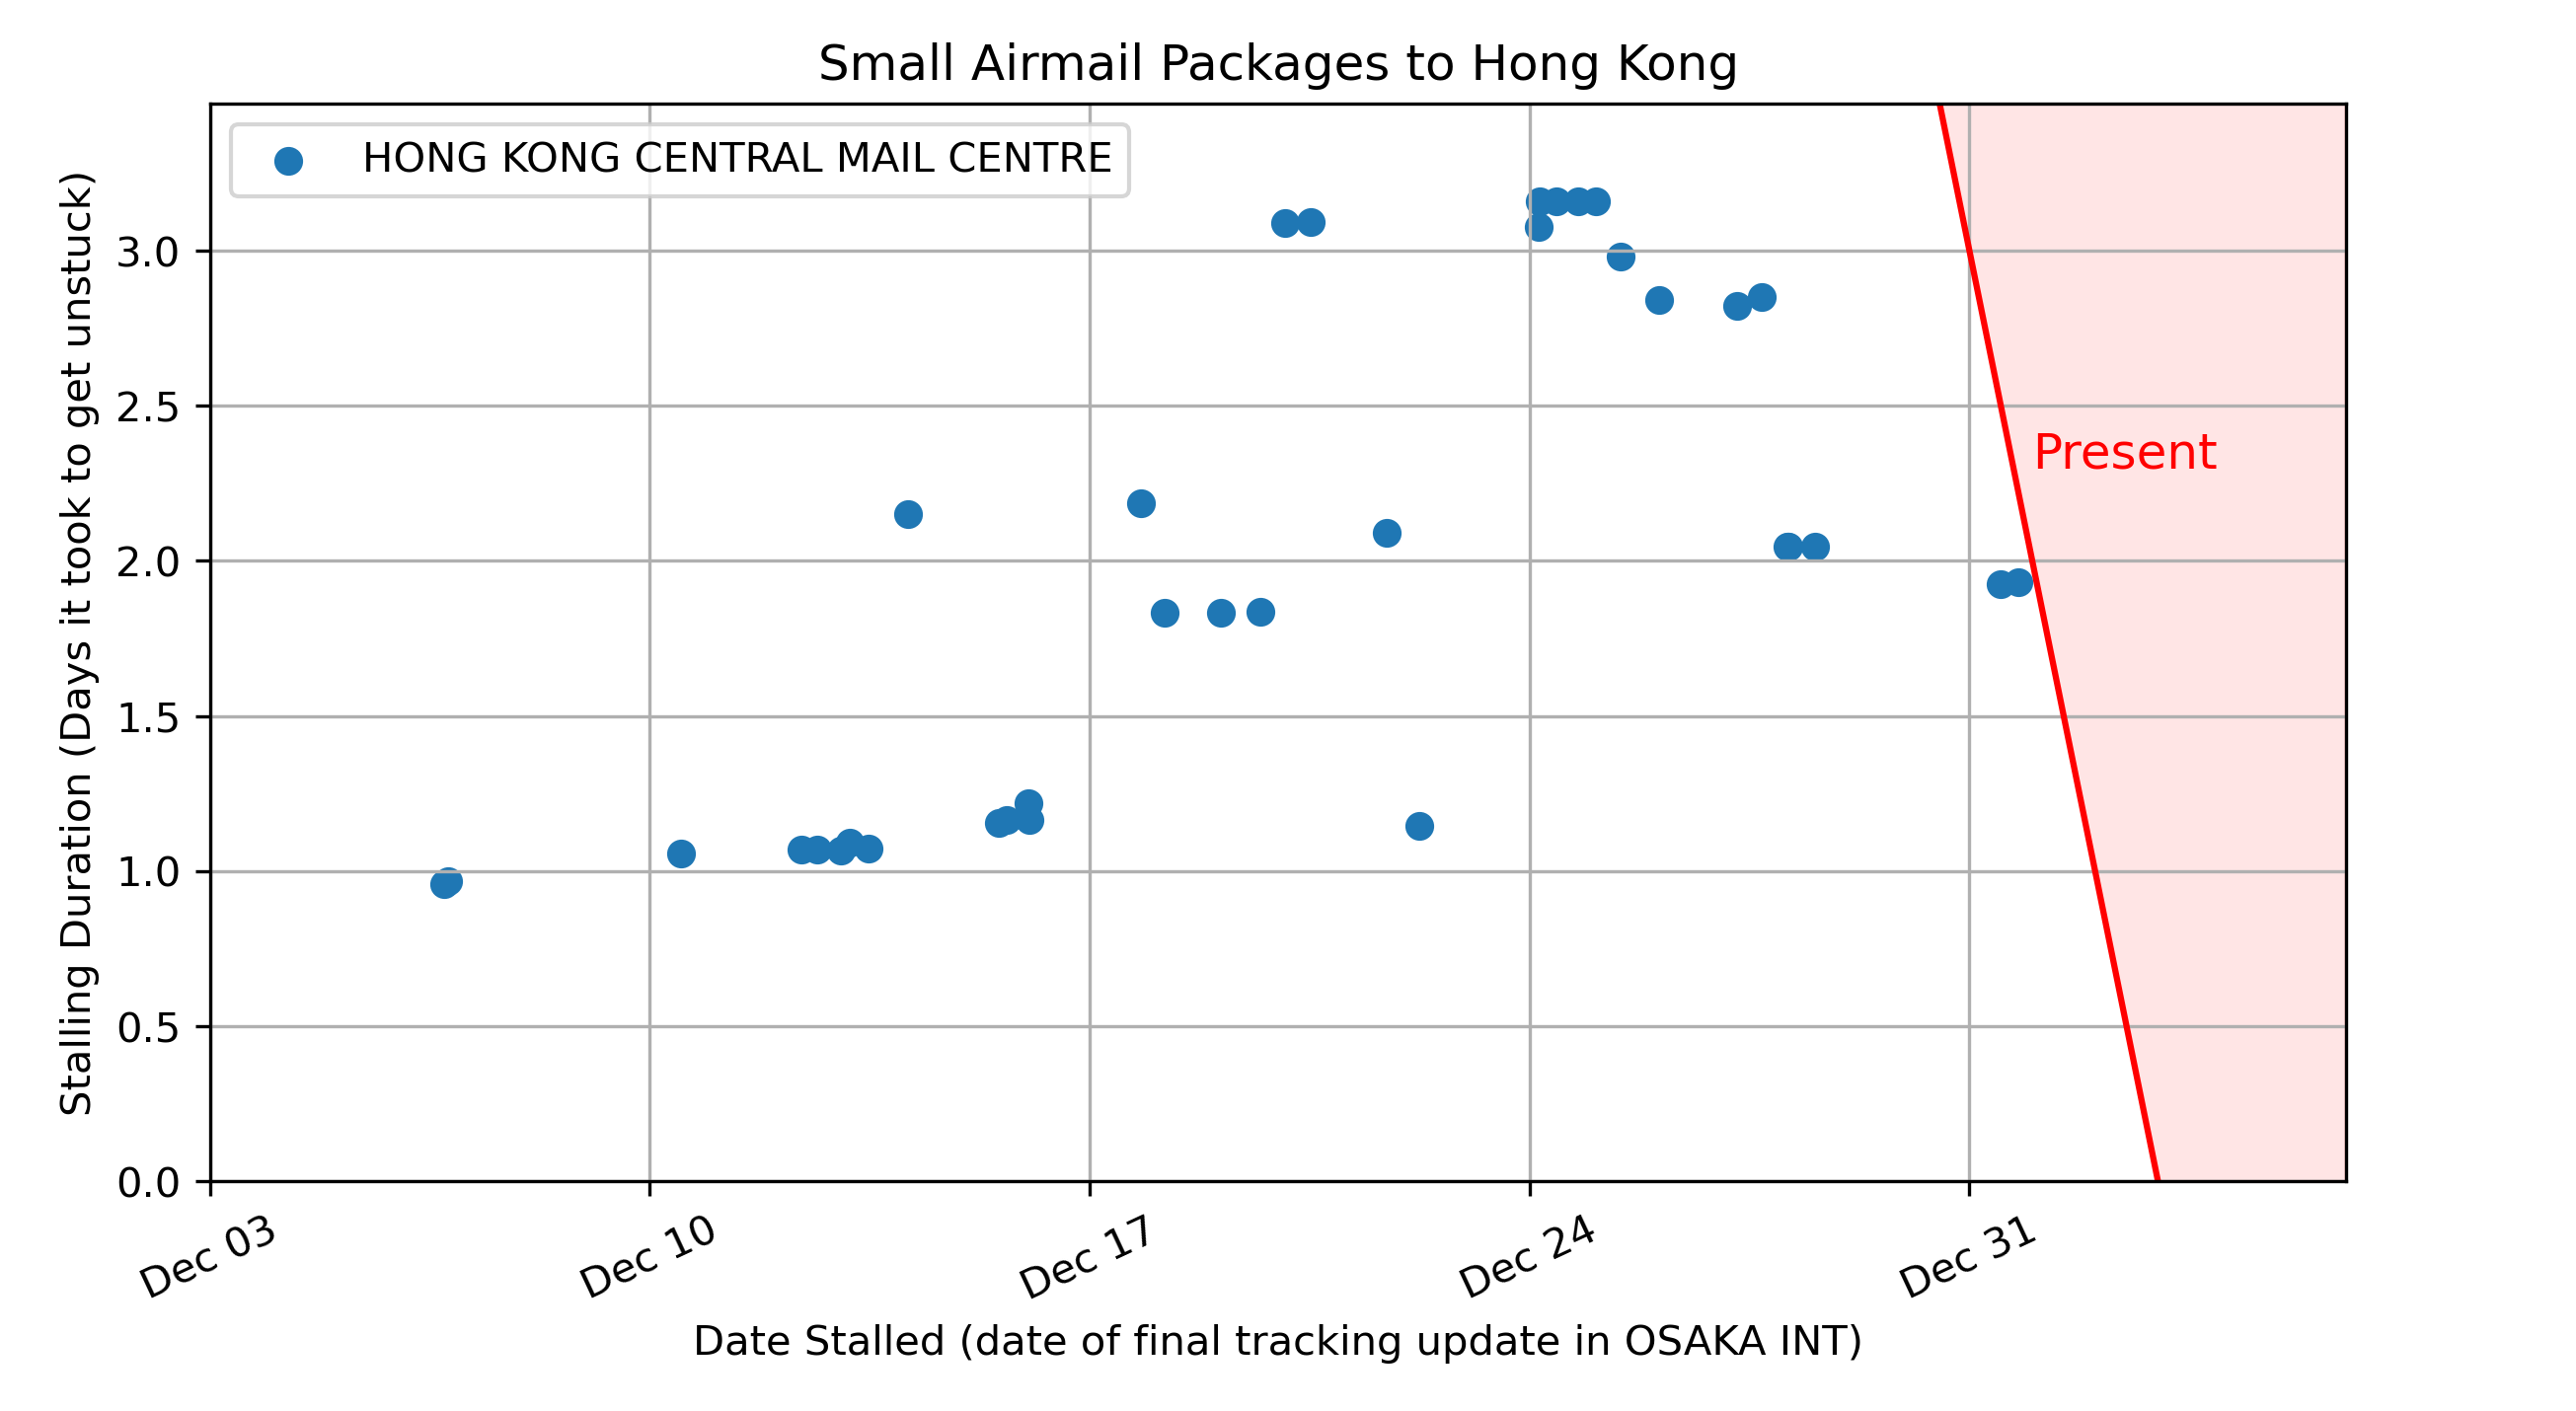 Small Airmail Packages to Hong Kong
HONG KONG CENTRAL MAIL CENTRE
Stalling Duration (Days it took to get unstuck)
3.0
2.5
2.0
1.5
1.0
0.5
0.0
Present
Dec 03
Dec 10
Dec 17
Dec 24
Dec 31
Date Stalled (date of final tracking update in OSAKA INT)